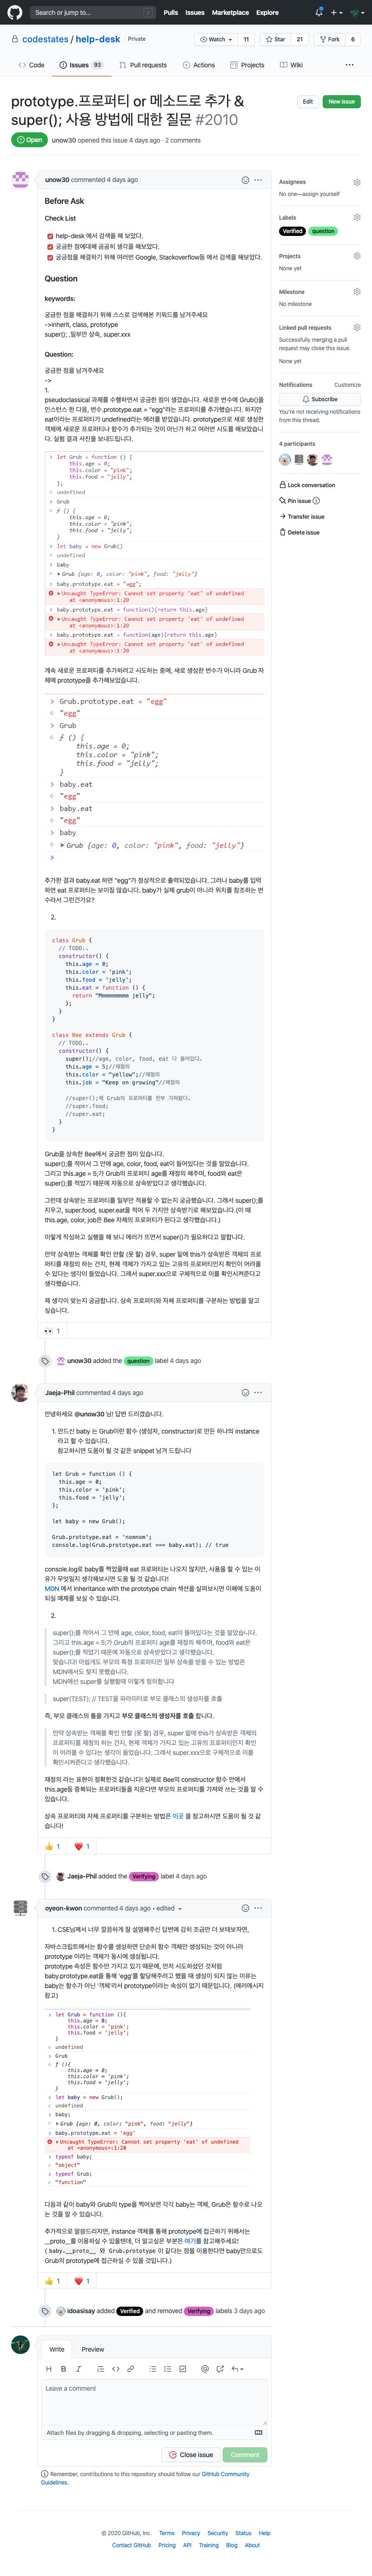 Search or jump to...
/
Pulls Issues Marketplace Explore
codestates / help-desk Private
Watch 11 Star 21 Fork 6
Code Issues 93 Pull requests Actions Projects Wiki
prototype.프로퍼티 or 메소드로 추가 &
super(); 사용 방법에 대한 질문 #2010
Edit New issue
Open unow30 opened this issue 4 days ago · 2 comments
unow30 commented 4 days ago
Before Ask
Check List
help-desk 에서 검색을 해 보았다.
궁금한 점에대해 곰곰히 생각을 해보았다.
궁금점을 해결하기 위해 여러번 Google, Stackoverflow등 에서 검색을 해보았다.
Question
keywords:
궁금한 점을 해결하기 위해 스스로 검색해본 키워드를 남겨주세요
->inherit, class, prototype
super(); ,일부만 상속, super.xxx
Question:
궁금한 점을 남겨주세요
->
1.
pseudoclassical 과제를 수행하면서 궁금한 점이 생겼습니다. 새로운 변수에 Grub()을
인스턴스 한 다음, 변수.prototype.eat = "egg"라는 프로퍼티를 추가했습니다. 하지만
eat이라는 프로퍼티가 undefined라는 에러를 받았습니다. prototype으로 새로 생성한
객체에 새로운 프로퍼티나 함수가 추가되는 것이 아닌가 하고 여러번 시도를 해보았습니
다. 실험 결과 사진을 보내드립니다.
let Grub = function () {
this.age = 0;
this.color = "pink";
this.food = "jelly";
};
undefined
Grub
ƒ () {
this.age = 0;
this.color = "pink";
this.food = "jelly";
}
let baby = new Grub()
undefined
baby
Grub {age: 0, color: "pink", food: "jelly"}
baby.prototype.eat = "egg";
Uncaught TypeError: Cannot set property 'eat' of undefined
at <anonymous>:1:20
baby.prototype.eat = function(){return this.age}
Uncaught TypeError: Cannot set property 'eat' of undefined
at <anonymous>:1:20
baby.prototype.eat = function(age){return this.age}
Uncaught TypeError: Cannot set property 'eat' of undefined
at <anonymous>:1:20
계속 새로운 프로퍼티를 추가하려고 시도하는 중에, 새로 생성한 변수가 아니라 Grub 자
체에 prototype을 추가해보았습니다.
Grub.prototype.eat = "egg"
"egg"
Grub
ƒ () {
this.age = 0;
this.color = "pink";
this.food = "jelly";
}
baby.eat
"egg"
baby.eat
"egg"
baby
Grub {age: 0, color: "pink", food: "jelly"}
추가한 결과 baby.eat 하면 "egg"가 정상적으로 출력되었습니다. 그러나 baby를 입력
하면 eat 프로퍼티는 보이질 않습니다. baby가 실제 grub이 아니라 위치를 참조하는 변
수라서 그런건가요?
2.
class Grub {
// TODO..
constructor() {
this.age = 0;
this.color = 'pink';
this.food = 'jelly';
this.eat = function () {
return "Mmmmmmmmm jelly";
};
}
}
class Bee extends Grub {
// TODO..
constructor() {
super();//age, color, food, eat 다 들어있다.
this.age = 5;//재정의
this.color = "yellow";//재정의
this.job = "Keep on growing"//재정의
//super();해 Grub의 프로퍼티를 전부 가져왔다.
//super.food;
//super.eat;
}
}
Grub을 상속한 Bee에서 궁금한 점이 있습니다.
super();를 적어서 그 안에 age, color, food, eat이 들어있다는 것을 알았습니다.
그리고 this.age = 5;가 Grub의 프로퍼티 age를 재정의 해주며, food와 eat은
super();를 적었기 때문에 자동으로 상속받았다고 생각했습니다.
그런데 상속받는 프로퍼티를 일부만 적용할 수 없는지 궁금했습니다. 그래서 super();를
지우고, super.food, super.eat을 적어 두 가지만 상속받기로 해보았습니다.(이 때
this.age, color, job은 Bee 자체의 프로퍼티가 된다고 생각했습니다.)
이렇게 작성하고 실행을 해 보니 에러가 뜨면서 super()가 필요하다고 말합니다.
만약 상속받는 객체를 확인 안할 (못 할) 경우, super 밑에 this가 상속받은 객체의 프로
퍼티를 재정의 하는 건지, 현재 객체가 가지고 있는 고유의 프로퍼티인지 확인이 어려울
수 있다는 생각이 들었습니다. 그래서 super.xxx으로 구체적으로 이를 확인시켜준다고
생각했습니다.
제 생각이 맞는지 궁금합니다. 상속 프로퍼티와 자체 프로퍼티를 구분하는 방법을 알고
싶습니다.
👀 1
unow30 added the question label 4 days ago
Jaeja-Phil commented 4 days ago
안녕하세요 @unow30 님! 답변 드리겠습니다.
1. 만드신 baby 는 Grub이란 함수 (생성자, constructor)로 만든 하나의 instance
라고 할 수 있습니다.
참고하시면 도움이 될 것 같은 snippet 남겨 드립니다
let Grub = function () {
this.age = 0;
this.color = 'pink';
this.food = 'jelly';
};
let baby = new Grub();
Grub.prototype.eat = 'nomnom';
console.log(Grub.prototype.eat === baby.eat); // true
console.log로 baby를 찍었을때 eat 프로퍼티는 나오지 않지만, 사용을 할 수 있는 이
유가 무엇일지 생각해보시면 도움 될 것 같습니다!
MDN 에서 Inheritance with the prototype chain 섹션을 살펴보시면 이해에 도움이
되실 예제를 보실 수 있습니다.
2.
super();를 적어서 그 안에 age, color, food, eat이 들어있다는 것을 알았습니다.
그리고 this.age = 5;가 Grub의 프로퍼티 age를 재정의 해주며, food와 eat은
super();를 적었기 때문에 자동으로 상속받았다고 생각했습니다.
맞습니다! 아쉽게도 부모의 특정 프로퍼티만 일부 상속을 받을 수 있는 방법은
MDN에서도 찾지 못했습니다.
MDN에선 super를 실행할때 이렇게 정의합니다
super(TEST); // TEST을 파라미터로 부모 클래스의 생성자를 호출
즉, 부모 클래스의 틀을 가지고 부모 클래스의 생성자를 호출 합니다.
만약 상속받는 객체를 확인 안할 (못 할) 경우, super 밑에 this가 상속받은 객체의
프로퍼티를 재정의 하는 건지, 현재 객체가 가지고 있는 고유의 프로퍼티인지 확인
이 어려울 수 있다는 생각이 들었습니다. 그래서 super.xxx으로 구체적으로 이를
확인시켜준다고 생각했습니다.
재정의 라는 표현이 정확한것 같습니다! 실제로 Bee의 constructor 함수 안에서
this.age등 중복되는 프로퍼티들을 지운다면 부모의 프로퍼티를 가져와 쓰는 것을 알 수
있습니다.
상속 프로퍼티와 자체 프로퍼티를 구분하는 방법은 이곳 을 참고하시면 도움이 될 것 같
습니다!
👍 1 ❤️ 1
Jaeja-Phil added the Verifying label 4 days ago
oyeon-kwon commented 4 days ago • edited
1. CSE님께서 너무 깔끔하게 잘 설명해주신 답변에 감히 조금만 더 보태보자면,
자바스크립트에서는 함수를 생성하면 단순히 함수 객체만 생성되는 것이 아니라
prototype 이라는 객체가 동시에 생성됩니다.
prototype 속성은 함수만 가지고 있기 때문에, 먼저 시도하셨던 것처럼
baby.prototype.eat을 통해 'egg'를 할당해주려고 했을 때 생성이 되지 않는 이유는
baby는 함수가 아닌 '객체'라서 prototype이라는 속성이 없기 때문입니다. (에러메시지
참고)
let Grub = function (){
this.age = 0;
this.color = 'pink';
this.food = 'jelly';
}
undefined
Grub
ƒ (){
this.age = 0;
this.color = 'pink';
this.food = 'jelly';
}
let baby = new Grub();
undefined
baby;
Grub {age: 0, color: "pink", food: "jelly"}
baby.prototype.eat = 'egg'
Uncaught TypeError: Cannot set property 'eat' of undefined
at <anonymous>:1:20
typeof baby;
"object"
typeof Grub;
"function"
다음과 같이 baby와 Grub의 type을 찍어보면 각각 baby는 객체, Grub은 함수로 나오
는 것을 알 수 있습니다.
추가적으로 말씀드리자면, instance 객체를 통해 prototype에 접근하기 위해서는
__proto__를 이용하실 수 있을텐데, 더 알고싶은 부분은 여기를 참고해주세요!
( baby.__proto__ 와 Grub.prototype 이 같다는 점을 이용한다면 baby만으로도
Grub의 prototype에 접근하실 수 있을 것입니다.)
👍 1 ❤️ 1
Idoasisay added Verified and removed Verifying labels 3 days ago
Write Preview
Leave a comment
Attach files by dragging & dropping, selecting or pasting them.
Close issue Comment
Remember, contributions to this repository should follow our GitHub Community
Guidelines.
Assignees
No one—assign yourself
Labels
Verified question
Projects
None yet
Milestone
No milestone
Linked pull requests
Successfully merging a pull
request may close this issue.
None yet
Notifications Customize
Subscribe
You're not receiving notifications
from this thread.
4 participants
Lock conversation
Pin issue
Transfer issue
Delete issue
© 2020 GitHub, Inc. Terms Privacy Security Status Help
Contact GitHub Pricing API Training Blog About